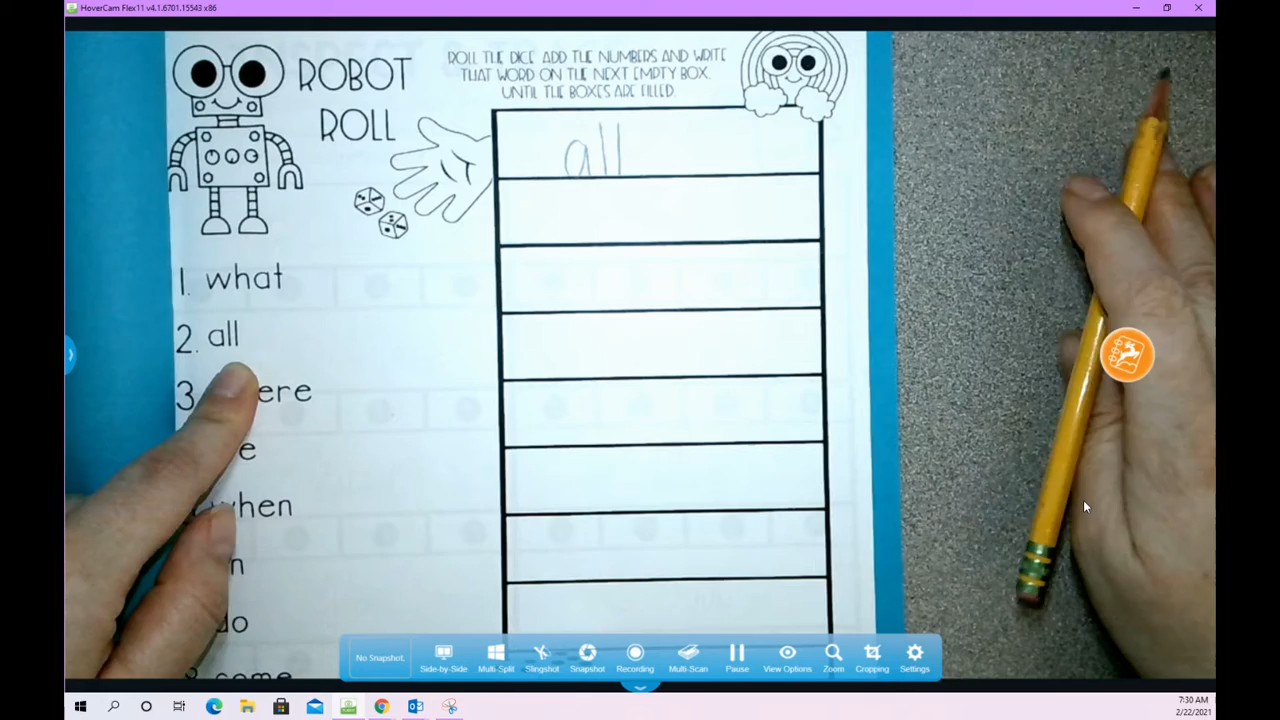 HoverCam Flex11 v4.1.6701.15543 x86
ROBOT
ROLL
ROLL THE DICE ADD THE NUMBERS AND WRITE
THAT WORD ON THE NEXT EMPTY BOX.
UNTIL THE BOXES ARE FILLED.
all
1. what
2. all
3. ere
e
when
n
do
8. come
No Snapshot.
Side-by-Side
Multi-Split
Slingshot
Snapshot
Recording
Multi-Scan
Pause
View Options
Zoom
Cropping
Settings
7:30 AM
2/22/2021